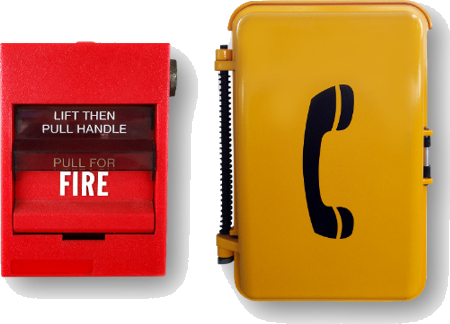 LIFT THEN
PULL HANDLE
PULL FOR
FIRE